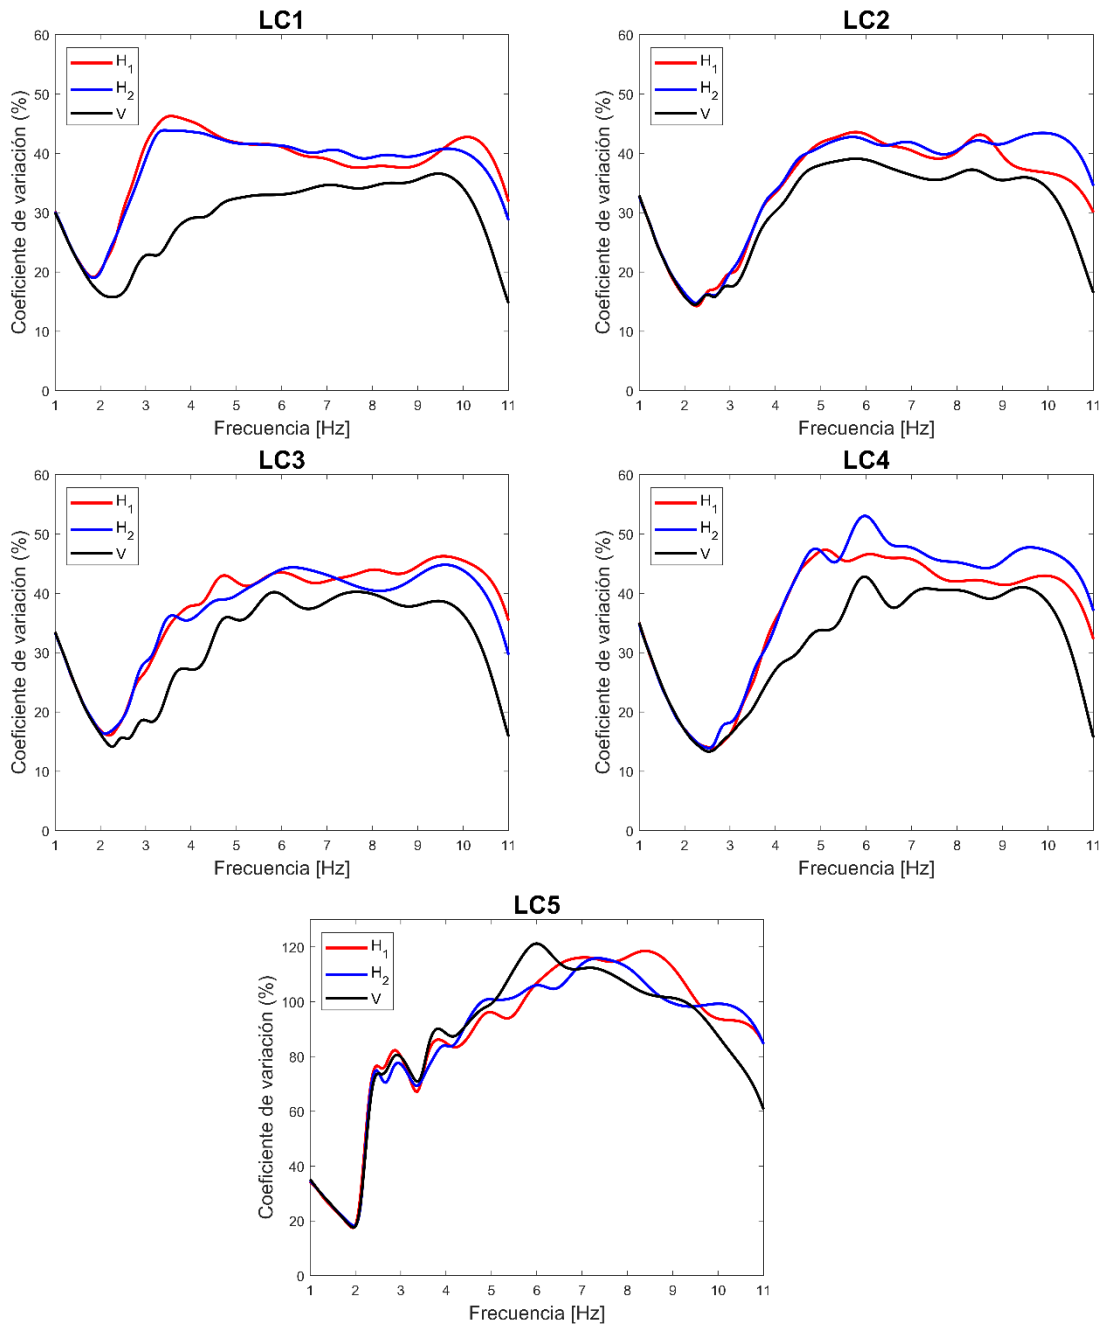 LC1
60
50
40
30
20
10
0
H1
H2
V
Coeficiente de variación (%)
1 2 3 4 5 6 7 8 9 10 11
Frecuencia [Hz]
LC2
60
50
40
30
20
10
0
H1
H2
V
Coeficiente de variación (%)
1 2 3 4 5 6 7 8 9 10 11
Frecuencia [Hz]
LC3
60
50
40
30
20
10
0
H1
H2
V
Coeficiente de variación (%)
1 2 3 4 5 6 7 8 9 10 11
Frecuencia [Hz]
LC4
60
50
40
30
20
10
0
H1
H2
V
Coeficiente de variación (%)
1 2 3 4 5 6 7 8 9 10 11
Frecuencia [Hz]
LC5
120
100
80
60
40
20
0
H1
H2
V
Coeficiente de variación (%)
1 2 3 4 5 6 7 8 9 10 11
Frecuencia [Hz]